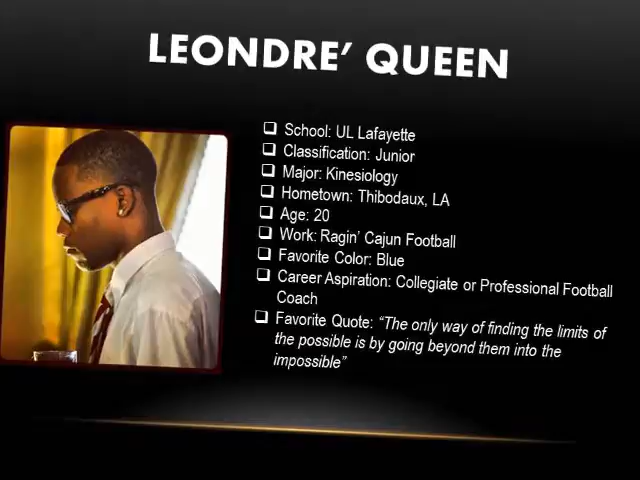 LEONDRE’ QUEEN
School: UL Lafayette
Classification: Junior
Major: Kinesiology
Hometown: Thibodaux, LA
Age: 20
Work: Ragin’ Cajun Football
Favorite Color: Blue
Career Aspiration: Collegiate or Professional Football
Coach
Favorite Quote: “The only way of finding the limits of
the possible is by going beyond them into the
impossible”